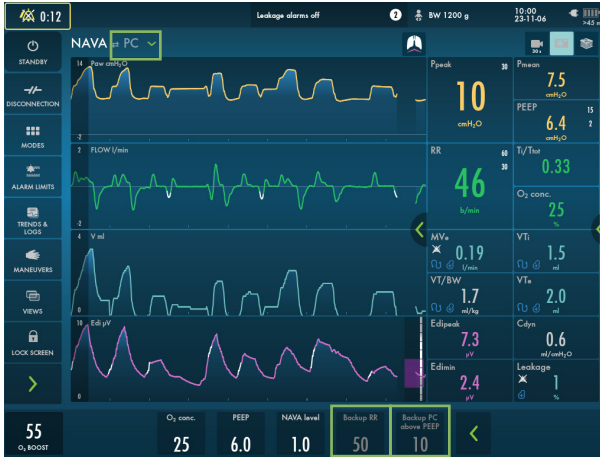 0:12
Leakage alarms off
2
BW 1200 g
10:00
23-11-06
>45 m
STANDBY
DISCONNECTION
MODES
ALARM LIMITS
TRENDS &
LOGS
MANEUVERS
VIEWS
LOCK SCREEN
55
O₂ BOOST
NAVA ⇄ PC
30 s
14 Paw cmH₂O
-2
2 FLOW l/min
-2
4 V ml
0
10 Edi µV
0
Ppeak 30
10
cmH₂O
Pmean
7.5
cmH₂O
PEEP 15
2
6.4
cmH₂O
RR 60
30
46
b/min
Ti/Ttot
0.33
O₂ conc.
25
%
MVe
0.19
l/min
VTi
1.5
ml
VT/BW
1.7
ml/kg
VTe
2.0
ml
Edipeak
7.3
µV
Cdyn
0.6
ml/cmH₂O
Edimin
2.4
µV
Leakage
1
%
O₂ conc.
25
PEEP
6.0
NAVA level
1.0
Backup RR
50
Backup PC
above PEEP
10